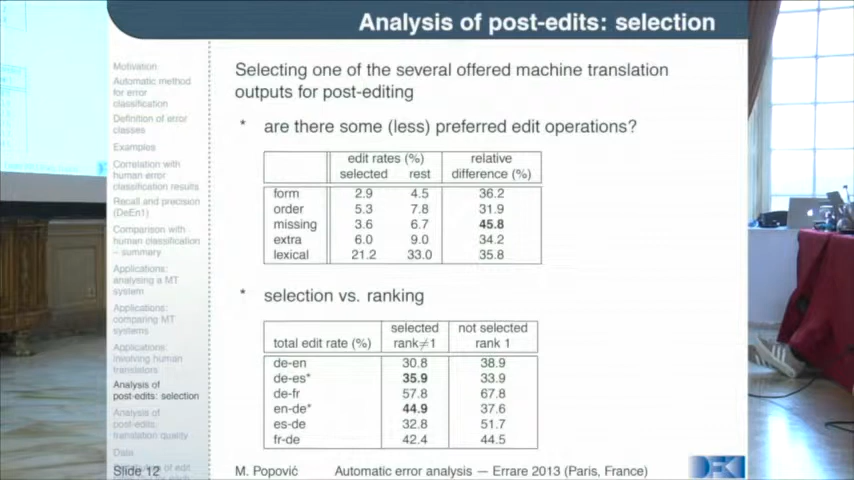 Analysis of post-edits: selection
Motivation
Automatic method
for error
classification
Definition of error
classes
Examples
Correlation with
human error
classification results
Recall and precision
(DeEn1)
Comparison with
human classification
– summary
Applications:
analysing a MT
system
Applications:
comparing MT
systems
Applications:
involving human
translators
Analysis of
post-edits: selection
Analysis of
post-edits:
translation quality
Data
Selecting one of the several offered machine translation
outputs for post-editing
* are there some (less) preferred edit operations?
edit rates (%) relative
selected rest difference (%)
form 2.9 4.5 36.2
order 5.3 7.8 31.9
missing 3.6 6.7 45.8
extra 6.0 9.0 34.2
lexical 21.2 33.0 35.8
* selection vs. ranking
selected not selected
total edit rate (%) rank≠1 rank 1
de-en 30.8 38.9
de-es* 35.9 33.9
de-fr 57.8 67.8
en-de* 44.9 37.6
es-de 32.8 51.7
fr-de 42.4 44.5
Slide 12 M. Popović Automatic error analysis — Errare 2013 (Paris, France)